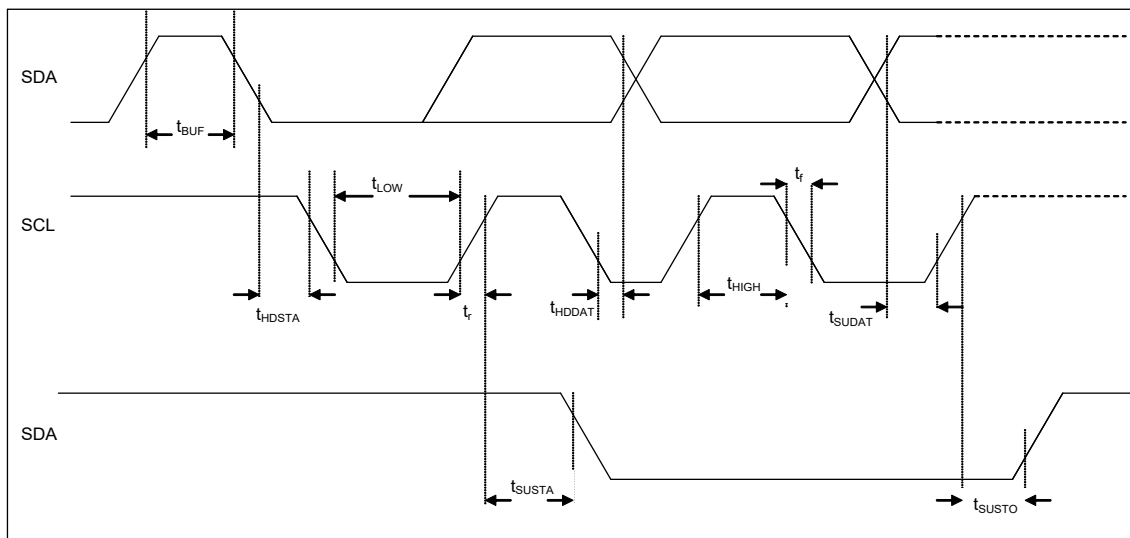 SDA
tBUF
tLOW
tf
SCL
tHDSTA
tr
tHDDAT
tHIGH
tSUDAT
SDA
tSUSTA
tSUSTO